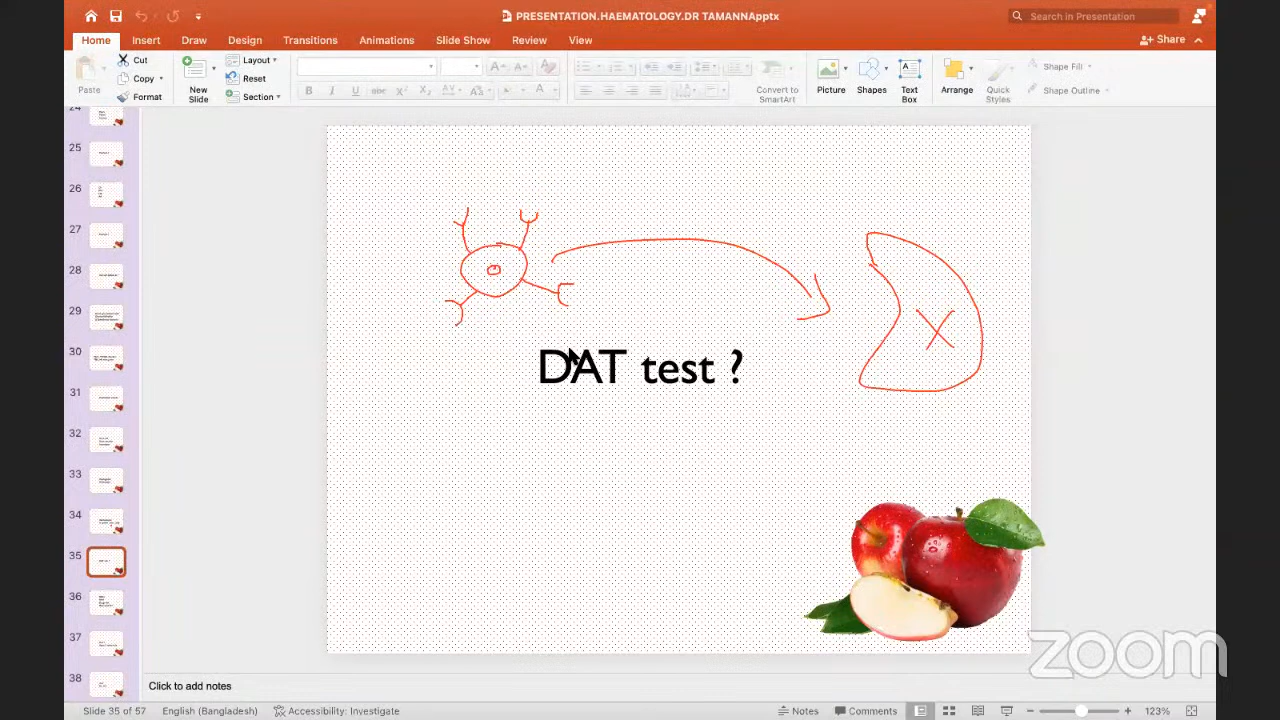 PRESENTATION.HAEMATOLOGY.DR TAMANNApptx
Search in Presentation
Home Insert Draw Design Transitions Animations Slide Show Review View
Share
Paste
Cut
Copy
Format
New Slide
Layout
Reset
Section
Convert to SmartArt
Picture
Shapes
Text Box
Arrange
Quick Styles
Shape Fill
Shape Outline
24
25
26
27
28
29
30
31
32
33
34
35
36
37
38
DAT test ?
zoom
Click to add notes
Slide 35 of 57 English (Bangladesh) Accessibility: Investigate Notes Comments 123%